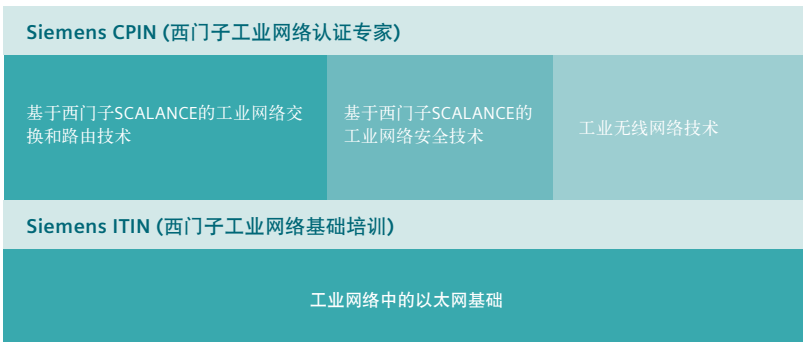 Siemens CPIN (西门子工业网络认证专家)
基于西门子SCALANCE的工业网络交
换和路由技术
基于西门子SCALANCE的
工业网络安全技术
工业无线网络技术
Siemens ITIN (西门子工业网络基础培训)
工业网络中的以太网基础